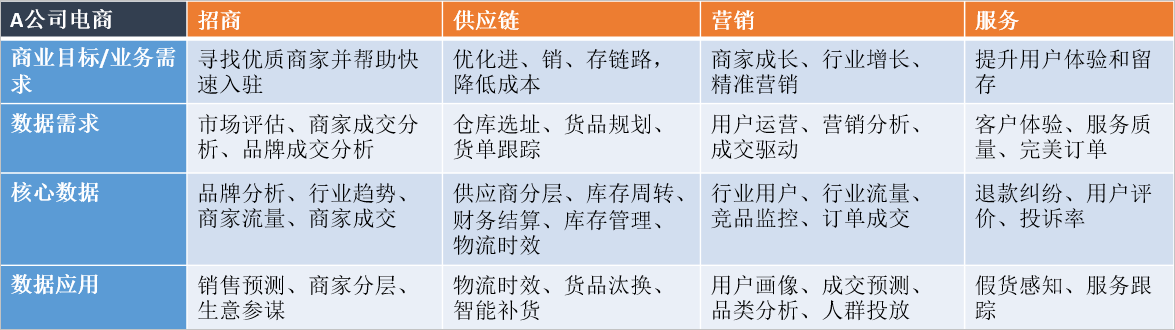 A公司电商
招商
供应链
营销
服务
商业目标/业务需
求
寻找优质商家并帮助快
速入驻
优化进、销、存链路，
降低成本
商家成长、行业增长、
精准营销
提升用户体验和留
存
数据需求
市场评估、商家成交分
析、品牌成交分析
仓库选址、货品规划、
货单跟踪
用户运营、营销分析、
成交驱动
客户体验、服务质
量、完美订单
核心数据
品牌分析、行业趋势、
商家流量、商家成交
供应商分层、库存周转、
财务结算、库存管理、
物流时效
行业用户、行业流量、
竞品监控、订单成交
退款纠纷、用户评
价、投诉率
数据应用
销售预测、商家分层、
生意参谋
物流时效、货品汰换、
智能补货
用户画像、成交预测、
品类分析、人群投放
假货感知、服务跟
踪